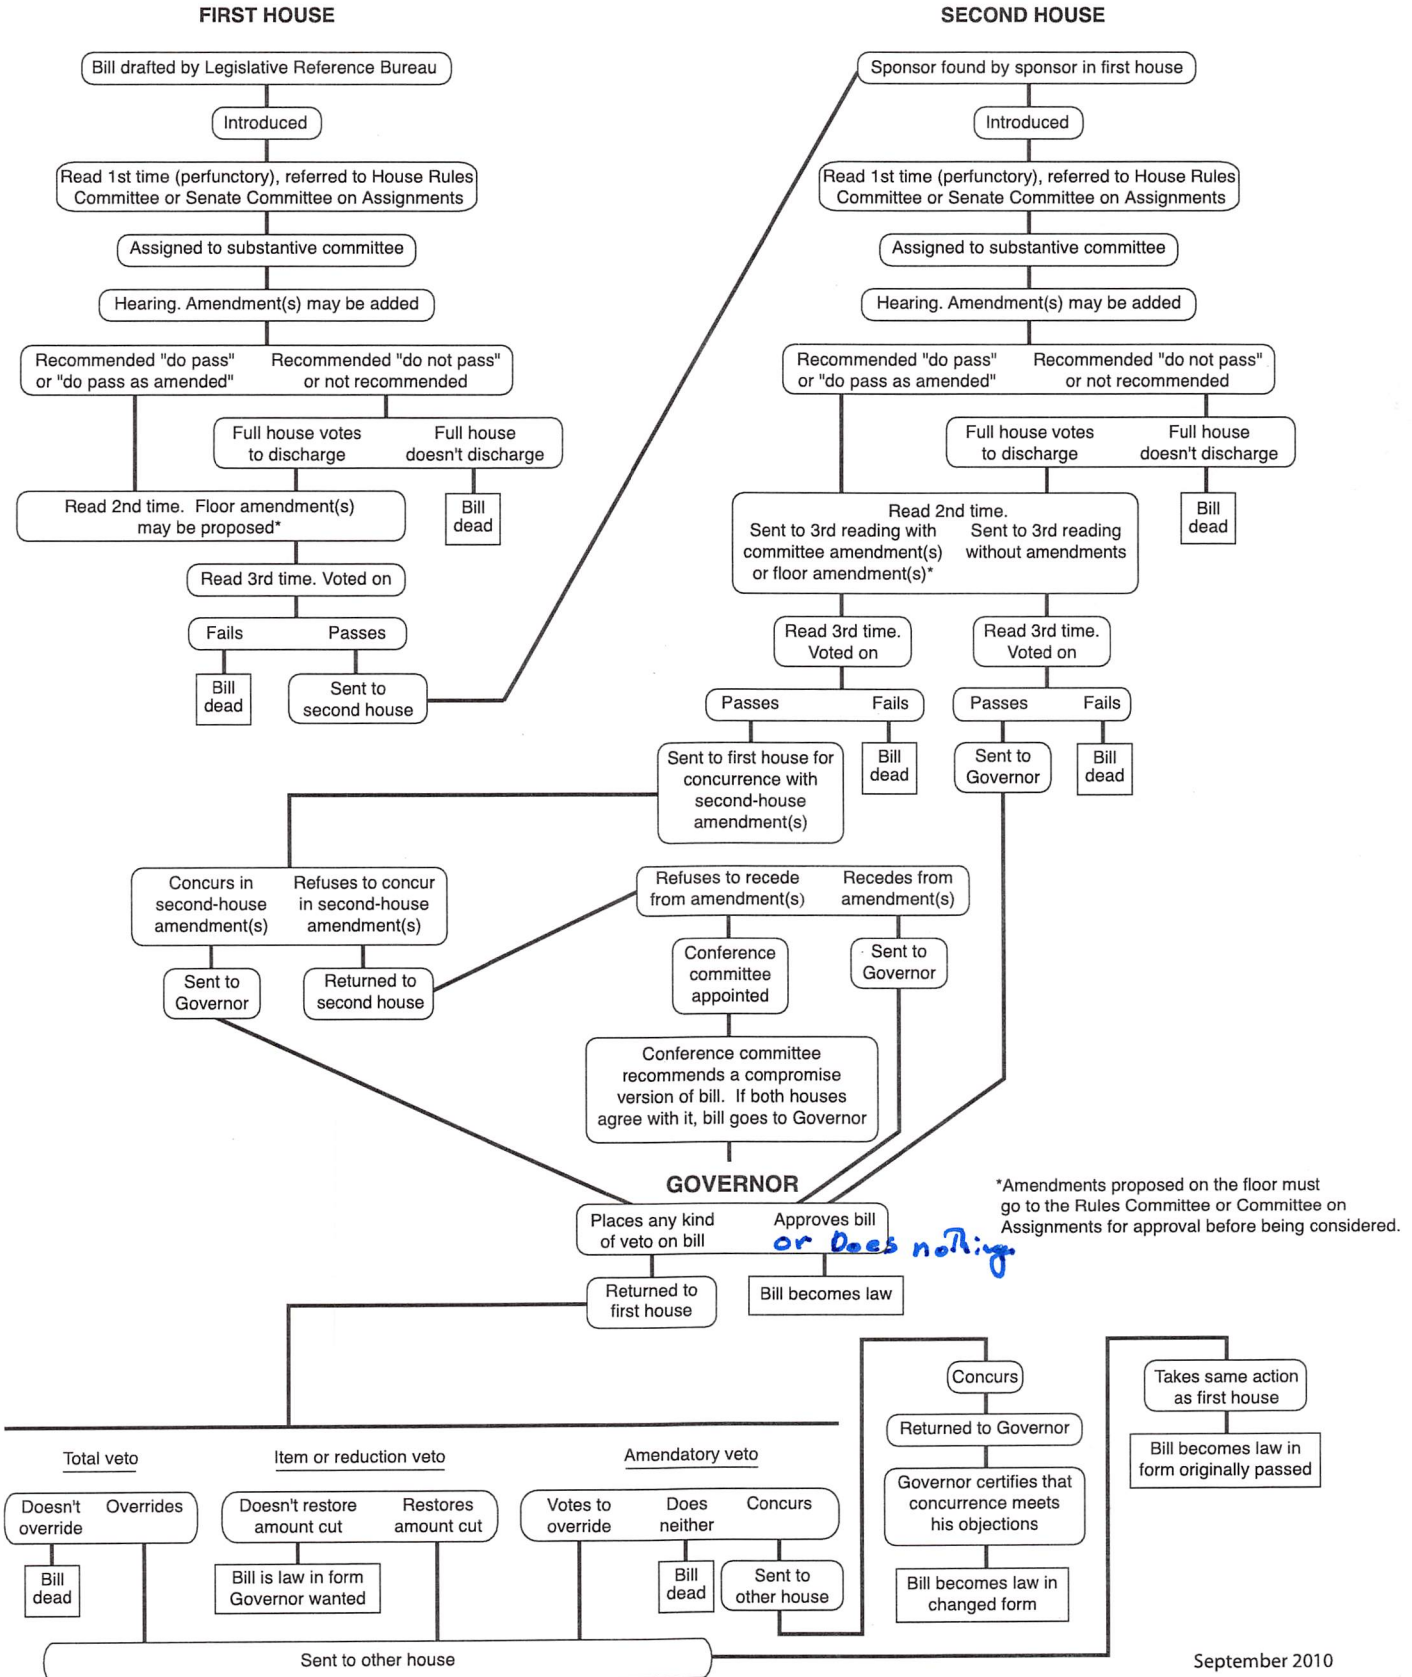 FIRST HOUSE
Bill drafted by Legislative Reference Bureau
Introduced
Read 1st time (perfunctory), referred to House Rules
Committee or Senate Committee on Assignments
Assigned to substantive committee
Hearing. Amendment(s) may be added
Recommended "do pass"
or "do pass as amended"
Recommended "do not pass"
or not recommended
Full house votes
to discharge
Full house
doesn't discharge
Bill
dead
Read 2nd time. Floor amendment(s)
may be proposed*
Read 3rd time. Voted on
Fails
Passes
Bill
dead
Sent to
second house
SECOND HOUSE
Sponsor found by sponsor in first house
Introduced
Read 1st time (perfunctory), referred to House Rules
Committee or Senate Committee on Assignments
Assigned to substantive committee
Hearing. Amendment(s) may be added
Recommended "do pass"
or "do pass as amended"
Recommended "do not pass"
or not recommended
Full house votes
to discharge
Full house
doesn't discharge
Bill
dead
Read 2nd time.
Sent to 3rd reading with
committee amendment(s)
or floor amendment(s)*
Sent to 3rd reading
without amendments
Read 3rd time.
Voted on
Read 3rd time.
Voted on
Passes
Fails
Passes
Fails
Sent to first house for
concurrence with
second-house
amendment(s)
Bill
dead
Sent to
Governor
Bill
dead
Concurs in
second-house
amendment(s)
Refuses to concur
in second-house
amendment(s)
Sent to
Governor
Returned to
second house
Refuses to recede
from amendment(s)
Recedes from
amendment(s)
Conference
committee
appointed
Sent to
Governor
Conference committee
recommends a compromise
version of bill. If both houses
agree with it, bill goes to Governor
GOVERNOR
Places any kind
of veto on bill
Approves bill
or Does nothing.
*Amendments proposed on the floor must
go to the Rules Committee or Committee on
Assignments for approval before being considered.
Returned to
first house
Bill becomes law
Total veto
Doesn't
override
Overrides
Bill
dead
Item or reduction veto
Doesn't restore
amount cut
Restores
amount cut
Bill is law in form
Governor wanted
Amendatory veto
Votes to
override
Does
neither
Concurs
Bill
dead
Sent to
other house
Sent to other house
Concurs
Returned to Governor
Governor certifies that
concurrence meets
his objections
Bill becomes law in
changed form
Takes same action
as first house
Bill becomes law in
form originally passed
September 2010